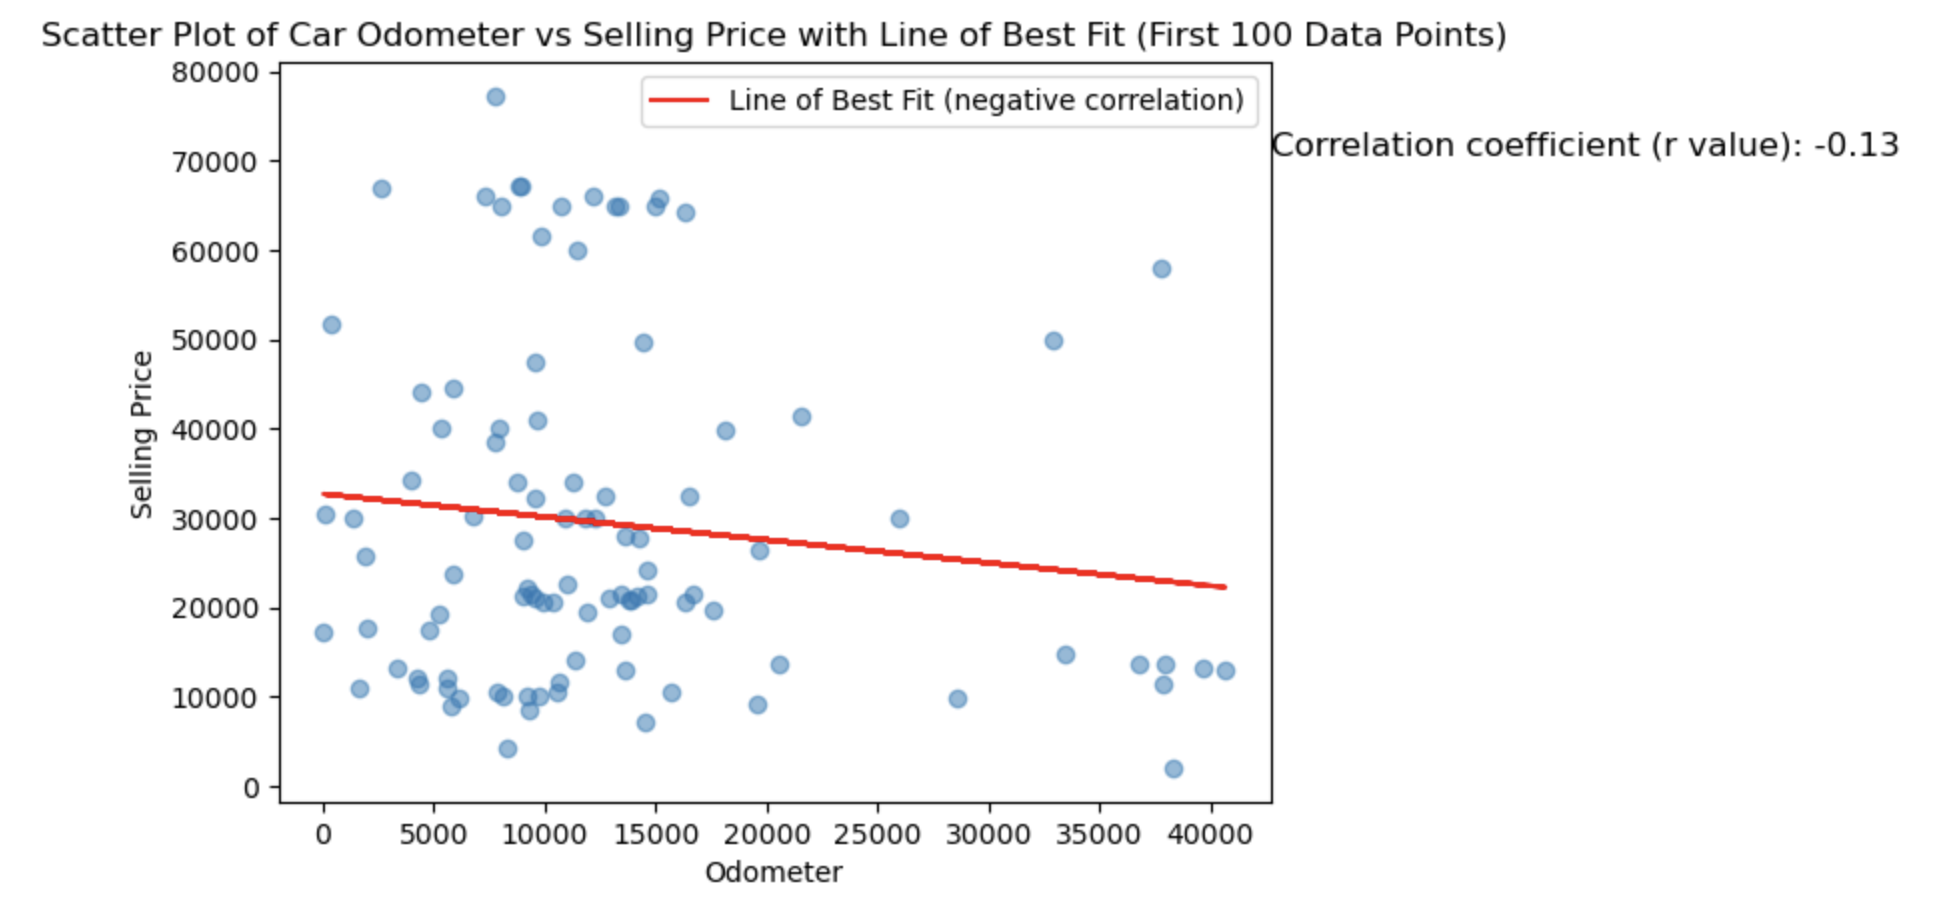 Scatter Plot of Car Odometer vs Selling Price with Line of Best Fit (First 100 Data Points)
80000
Line of Best Fit (negative correlation)
Correlation coefficient (r value): -0.13
70000
60000
50000
40000
30000
20000
10000
0
Selling Price
0 5000 10000 15000 20000 25000 30000 35000 40000
Odometer